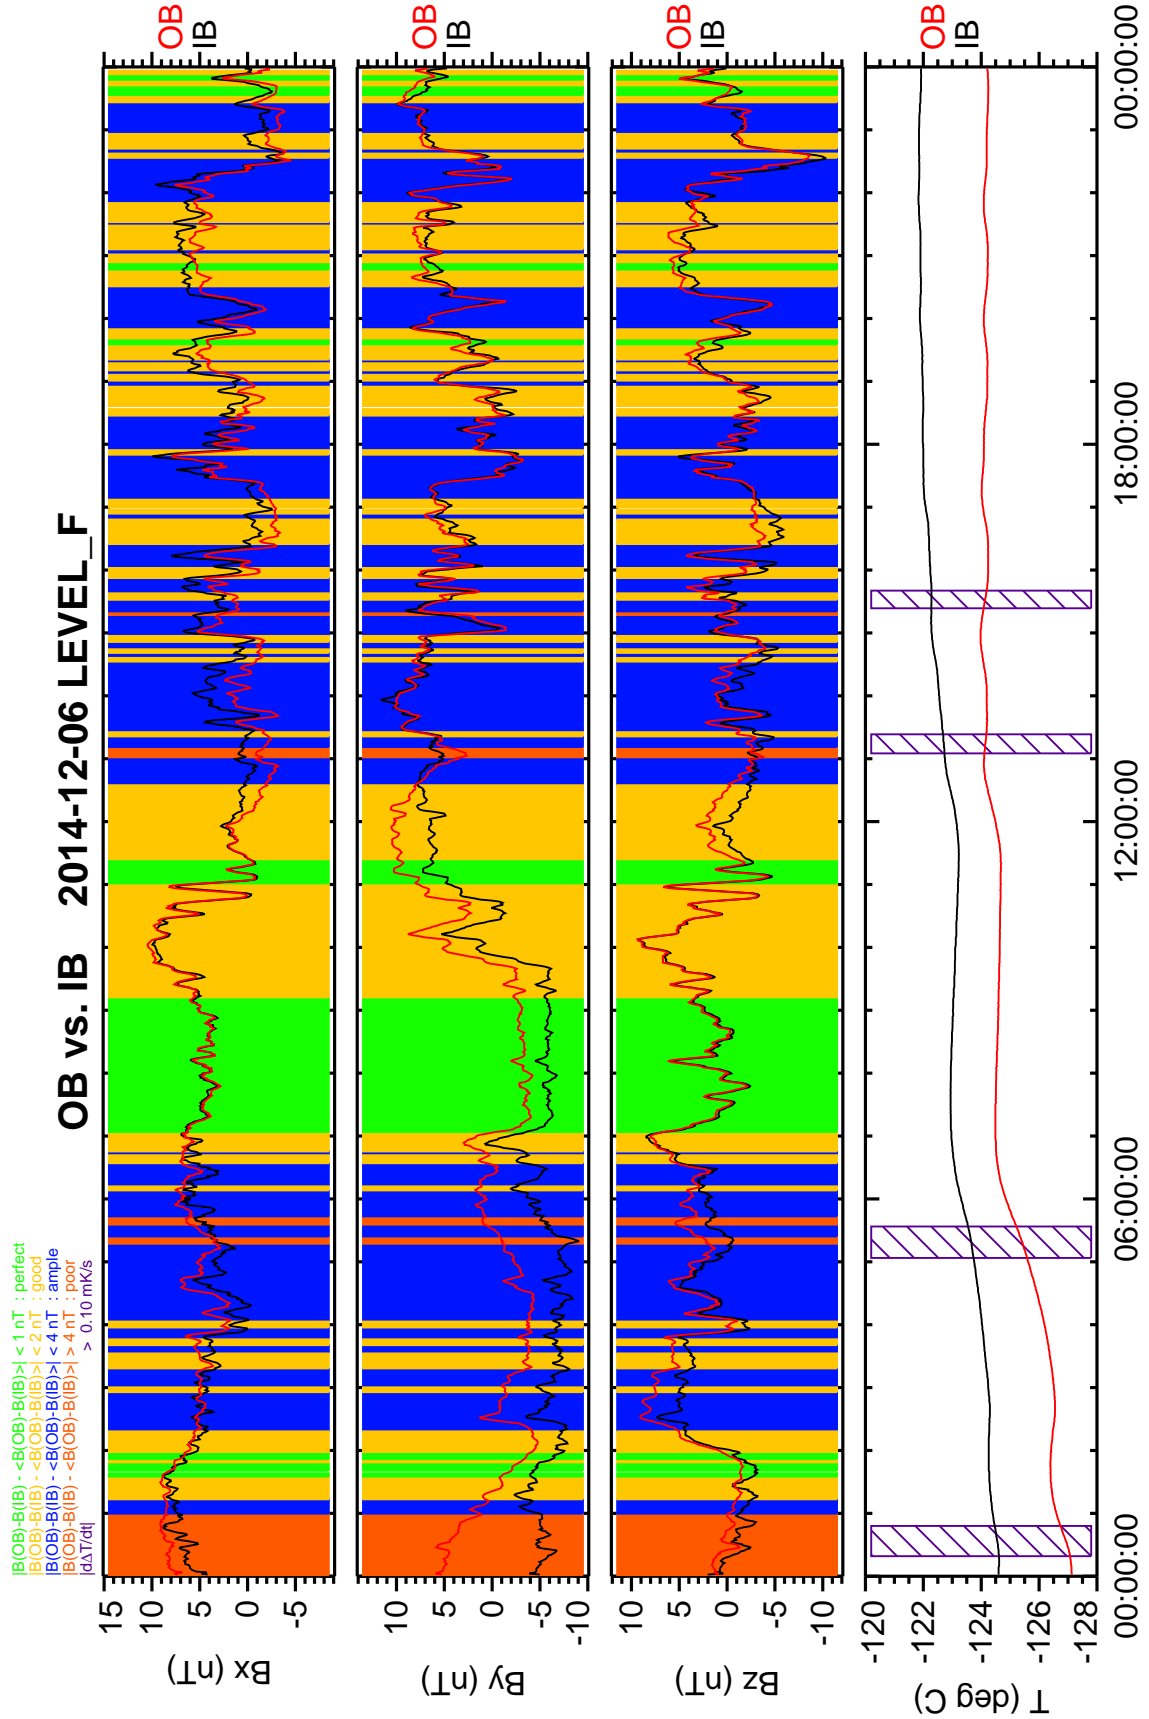 OB vs. IB 2014-12-06 LEVEL_F
|B(OB)-B(IB) - <B(OB)-B(IB)>| < 1 nT : perfect
|B(OB)-B(IB) - <B(OB)-B(IB)>| < 2 nT : good
|B(OB)-B(IB) - <B(OB)-B(IB)>| < 4 nT : ample
|B(OB)-B(IB) - <B(OB)-B(IB)>| > 4 nT : poor
|dΔT/dt| > 0.10 mK/s
Bx (nT)
15
10
5
0
-5
OB
IB
By (nT)
10
5
0
-5
-10
OB
IB
Bz (nT)
10
5
0
-5
-10
OB
IB
T (deg C)
-120
-122
-124
-126
-128
OB
IB
00:00:00
06:00:00
12:00:00
18:00:00
00:00:00